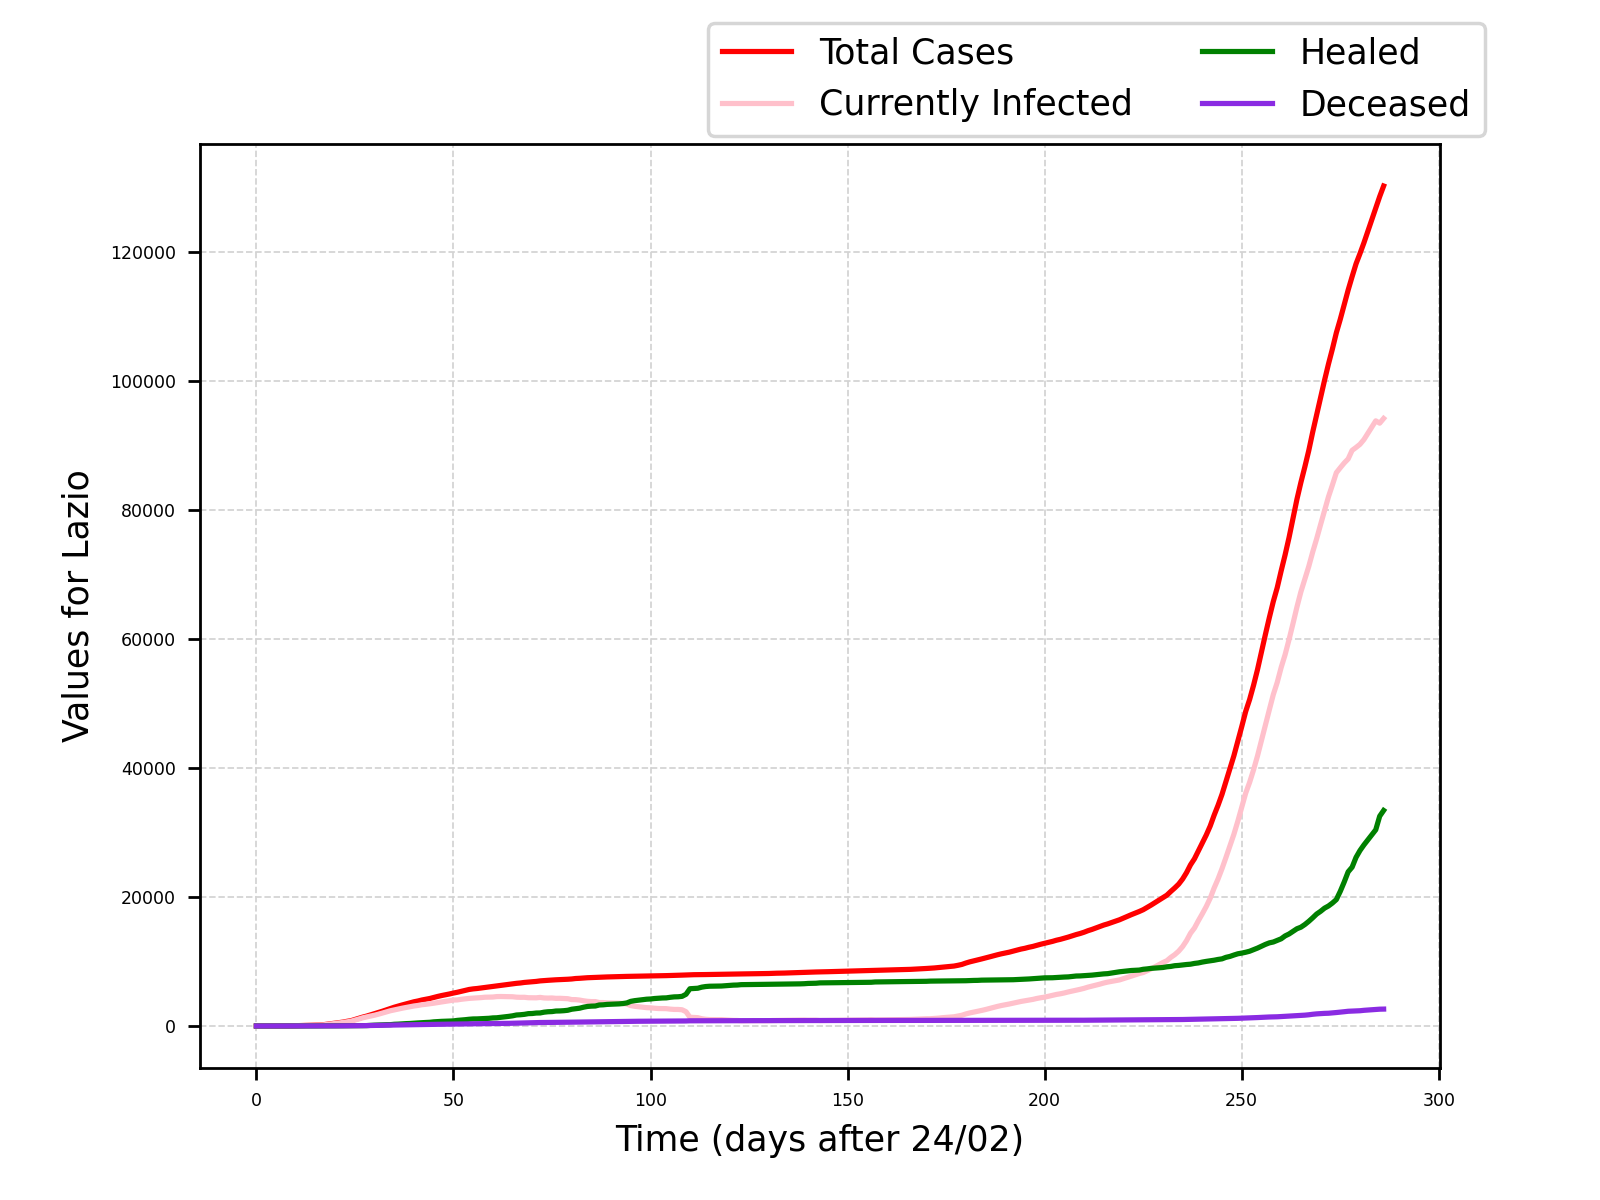 Total Cases
Currently Infected
Healed
Deceased
120000
100000
80000
60000
40000
20000
0
Values for Lazio
0 50 100 150 200 250 300
Time (days after 24/02)